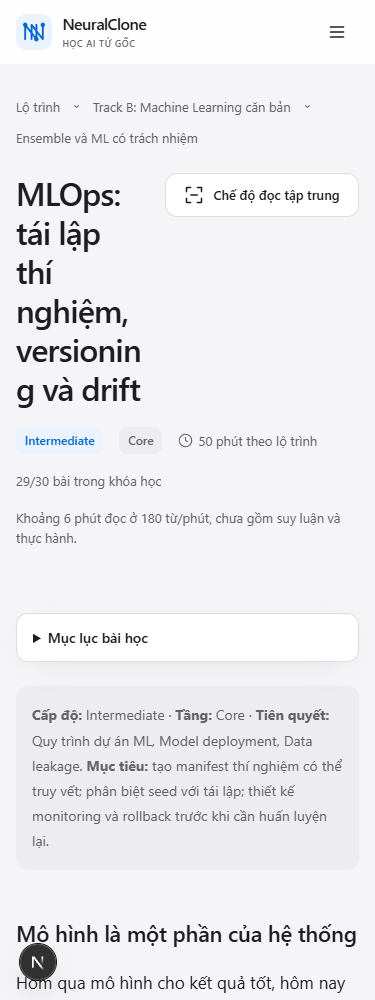 NeuralClone
HỌC AI TỪ GỐC
Lộ trình
Track B: Machine Learning căn bản
Ensemble và ML có trách nhiệm
MLOps:
tái lập
thí
nghiệm,
versionin
g và drift
Chế độ đọc tập trung
Intermediate
Core
50 phút theo lộ trình
29/30 bài trong khóa học
Khoảng 6 phút đọc ở 180 từ/phút, chưa gồm suy luận và
thực hành.
Mục lục bài học
Cấp độ: Intermediate · Tầng: Core · Tiên quyết:
Quy trình dự án ML, Model deployment, Data
leakage. Mục tiêu: tạo manifest thí nghiệm có thể
truy vết; phân biệt seed với tái lập; thiết kế
monitoring và rollback trước khi cần huấn luyện
lại.
Mô hình là một phần của hệ thống
N
Hôm qua mô hình cho kết quả tốt, hôm nay